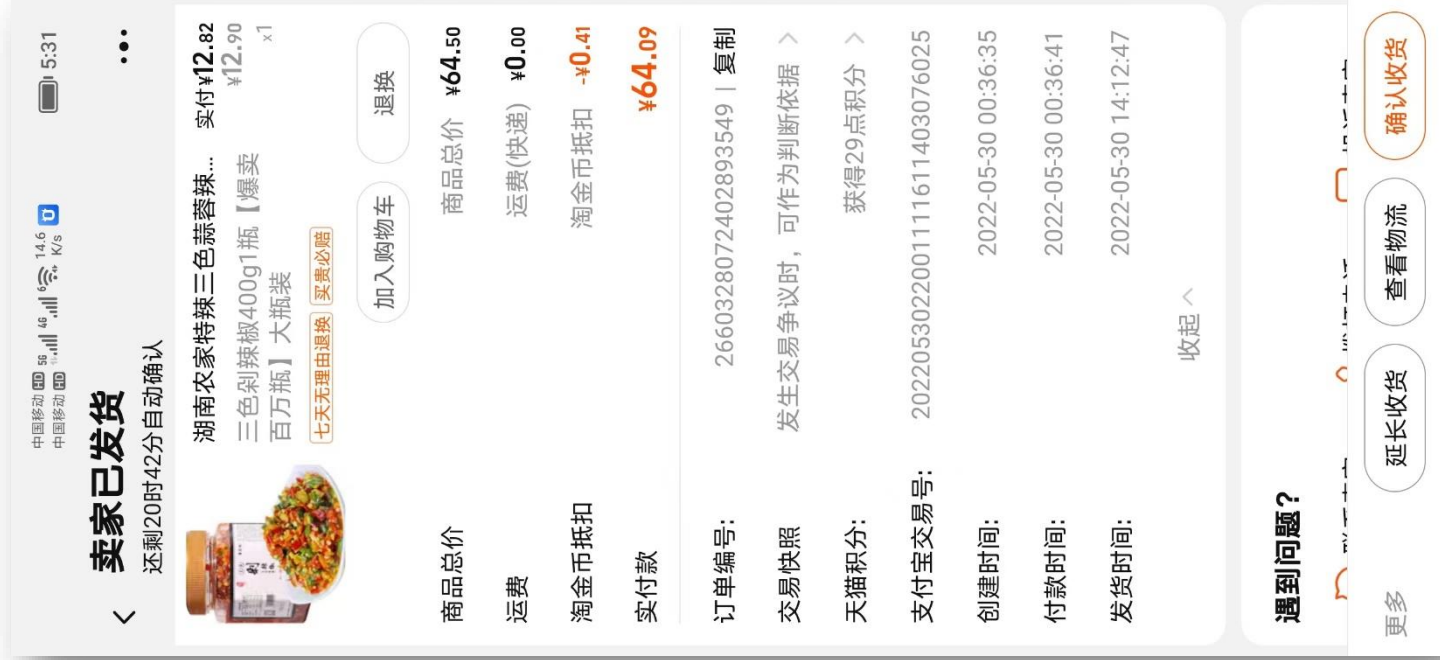 中国移动 HD 5G 4G 6 14.6 K/s 5:31
中国移动 HD
卖家已发货
还剩20时42分自动确认
湖南农家特辣三色蒜蓉辣... 实付¥12.82
三色剁辣椒400g1瓶【爆卖 ¥12.90
百万瓶】大瓶装 x1
七天无理由退换 买贵必赔
加入购物车 退换
商品总价 商品总价 ¥64.50
运费 运费(快递) ¥0.00
淘金币抵扣 淘金币抵扣 -¥0.41
实付款 ¥64.09
订单编号: 2660328072402893549 | 复制
交易快照 发生交易争议时，可作为判断依据 >
天猫积分: 获得29点积分 >
支付宝交易号: 2022053022001111161140307​6025
创建时间: 2022-05-30 00:36:35
付款时间: 2022-05-30 00:36:41
发货时间: 2022-05-30 14:12:47
收起
遇到问题?
更多 延长收货 查看物流 确认收货